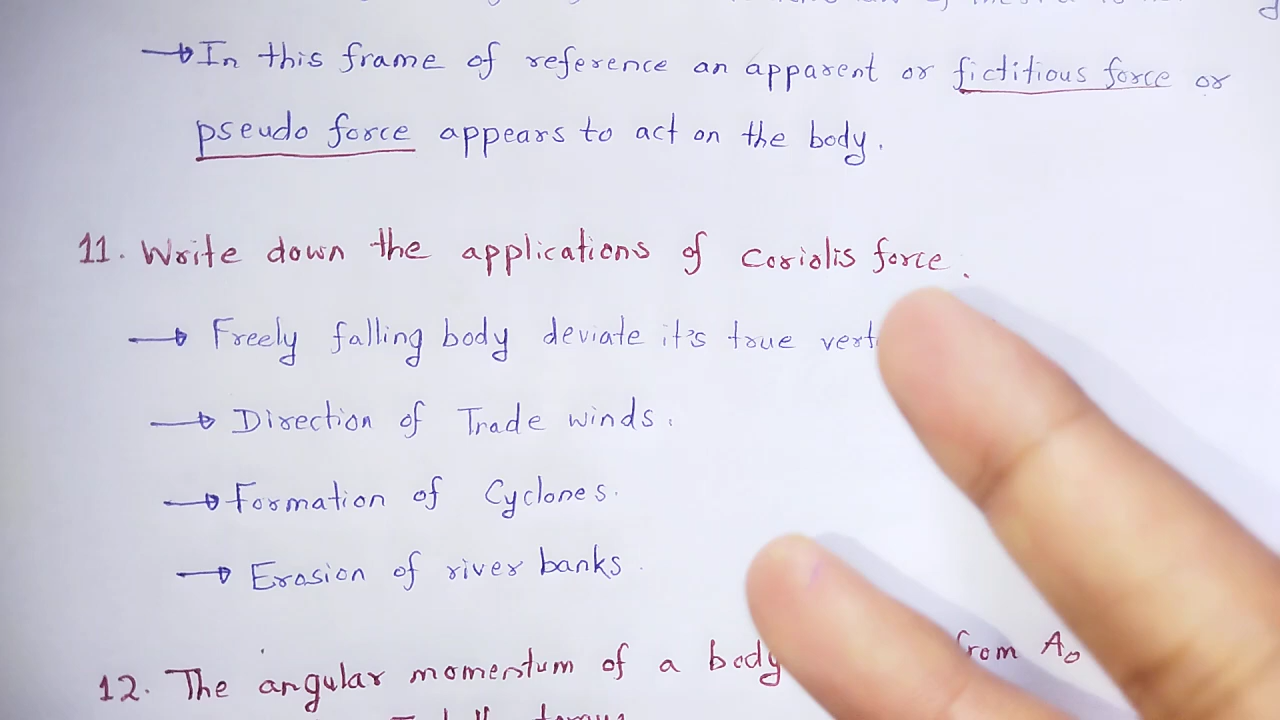 → In this frame of reference an apparent or fictitious force or
pseudo force appears to act on the body.
11. Write down the applications of coriolis force.
→ Freely falling body deviate it's true
→ Direction of Trade winds.
→ Formation of Cyclones.
→ Erosion of river banks.
12. The angular momentum of a body from A₀